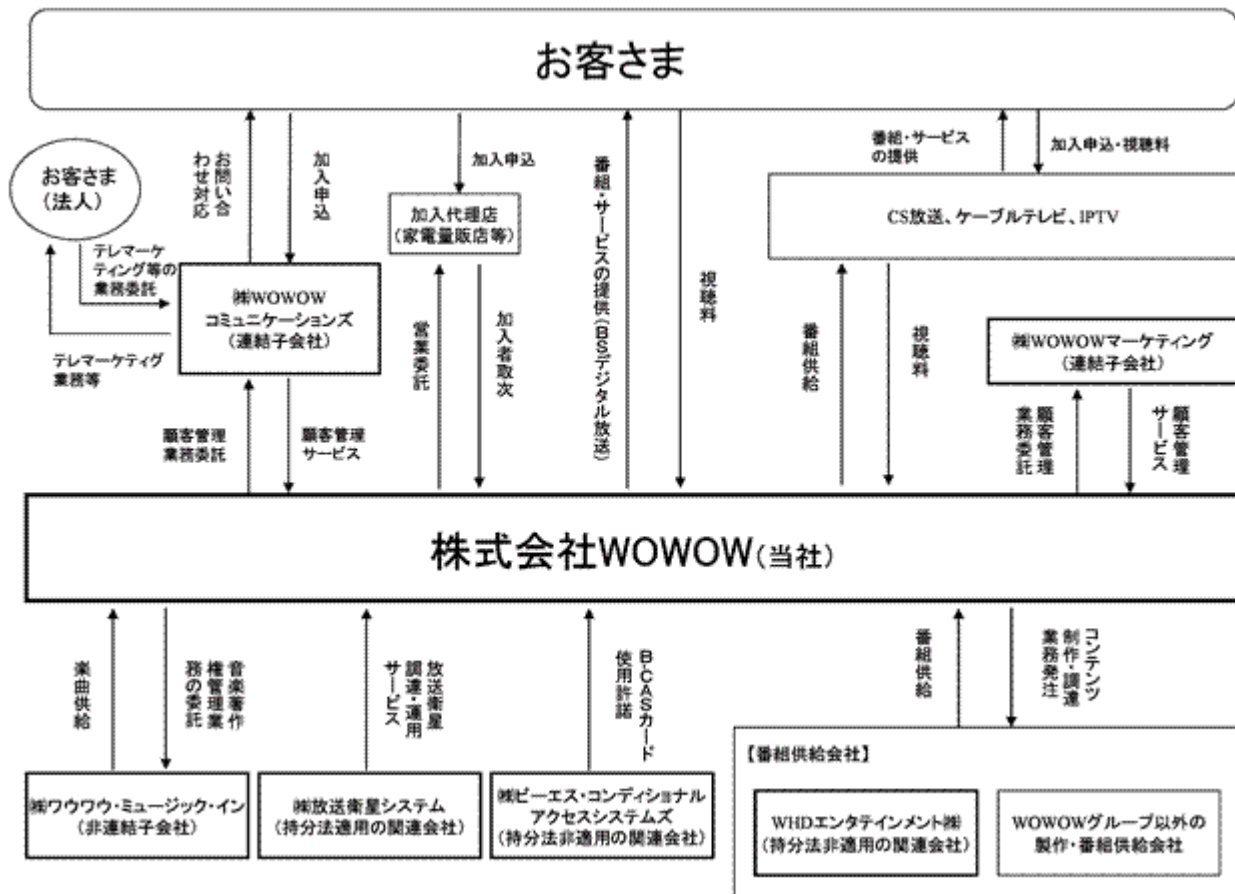 お客さま
お客さま
(法人)
お問い合
わせ対応
加入申込
加入申込
番組・サービスの提供(BSデジタル放送)
視聴料
番組・サービス
の提供
加入申込・視聴料
加入代理店
(家電量販店等)
CS放送、ケーブルテレビ、IPTV
テレマーケ
ティング等の
業務委託
㈱WOWOW
コミュニケーションズ
(連結子会社)
テレマーケティグ
業務等
営業委託
加入者取次
番組供給
視聴料
㈱WOWOWマーケティング
(連結子会社)
顧客管理
業務委託
顧客管理
サービス
顧客管理
業務委託
顧客管理
サービス
株式会社WOWOW(当社)
楽曲供給
音楽著作
権管理業
務の委託
放送衛星
調達・運用
サービス
B-CASカード
使用許諾
番組供給
コンテンツ
制作・調達
業務発注
㈱ワウワウ・ミュージック・イン
(非連結子会社)
㈱放送衛星システム
(持分法適用の関連会社)
㈱ビーエス・コンディショナル
アクセスシステムズ
(持分法非適用の関連会社)
【番組供給会社】
WHDエンタテインメント㈱
(持分法非適用の関連会社)
WOWOWグループ以外の
製作・番組供給会社